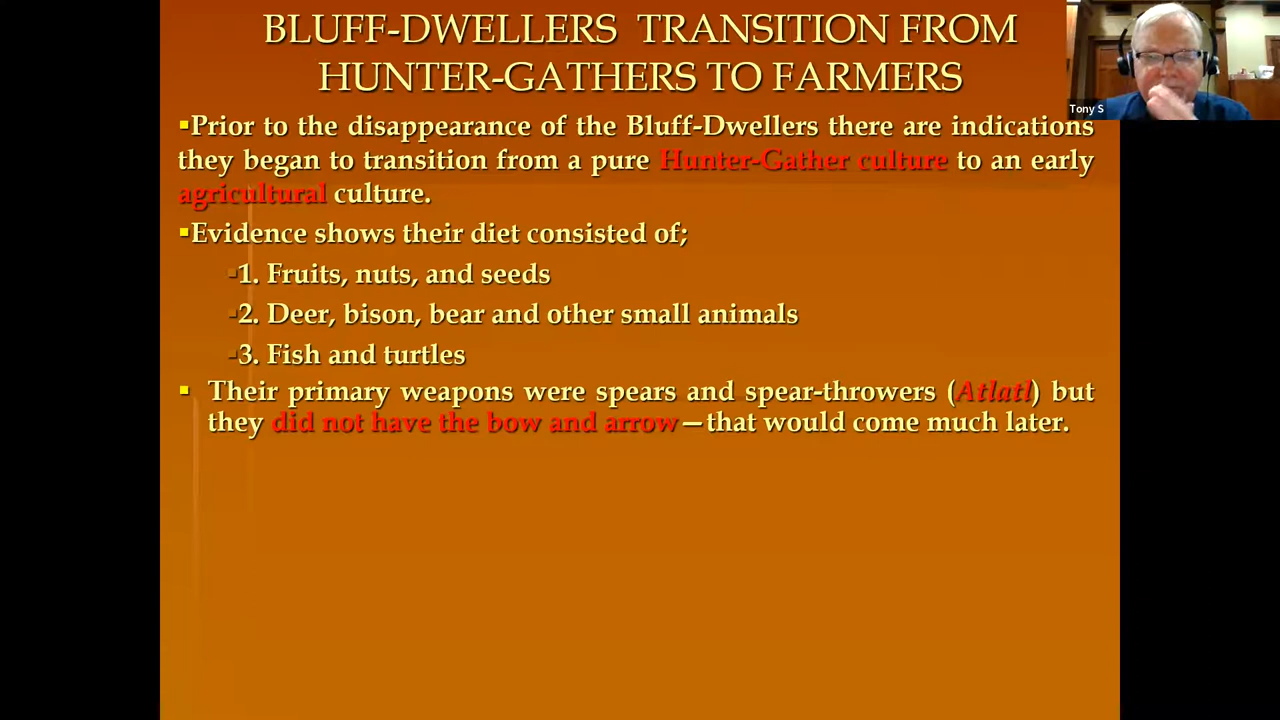 BLUFF-DWELLERS TRANSITION FROM
HUNTER-GATHERS TO FARMERS
Tony S
▪Prior to the disappearance of the Bluff-Dwellers there are indications
they began to transition from a pure Hunter-Gather culture to an early
agricultural culture.
▪Evidence shows their diet consisted of;
▪1. Fruits, nuts, and seeds
▪2. Deer, bison, bear and other small animals
▪3. Fish and turtles
▪ Their primary weapons were spears and spear-throwers (Atlatl) but
they did not have the bow and arrow—that would come much later.